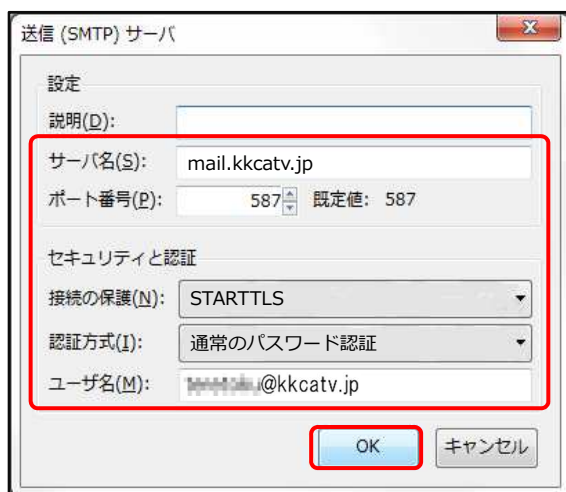 送信 (SMTP) サーバ
設定
説明(D):
サーバ名(S): mail.kkcatv.jp
ポート番号(P): 587 既定値: 587
セキュリティと認証
接続の保護(N): STARTTLS
認証方式(I): 通常のパスワード認証
ユーザ名(M): @kkcatv.jp
OK キャンセル